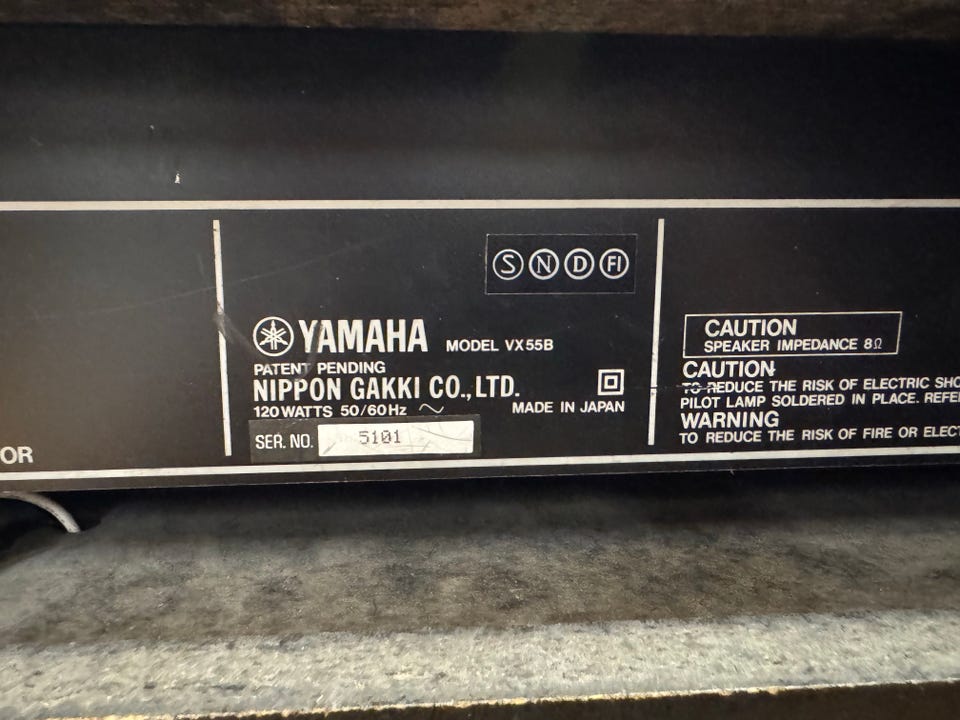 OR
S N D FI
YAMAHA MODEL VX55B
PATENT PENDING
NIPPON GAKKI CO., LTD.
120WATTS 50/60Hz ~ MADE IN JAPAN
SER. NO. 5101
CAUTION
SPEAKER IMPEDANCE 8Ω
CAUTION
TO REDUCE THE RISK OF ELECTRIC SHO
PILOT LAMP SOLDERED IN PLACE. REFE
WARNING
TO REDUCE THE RISK OF FIRE OR ELECT